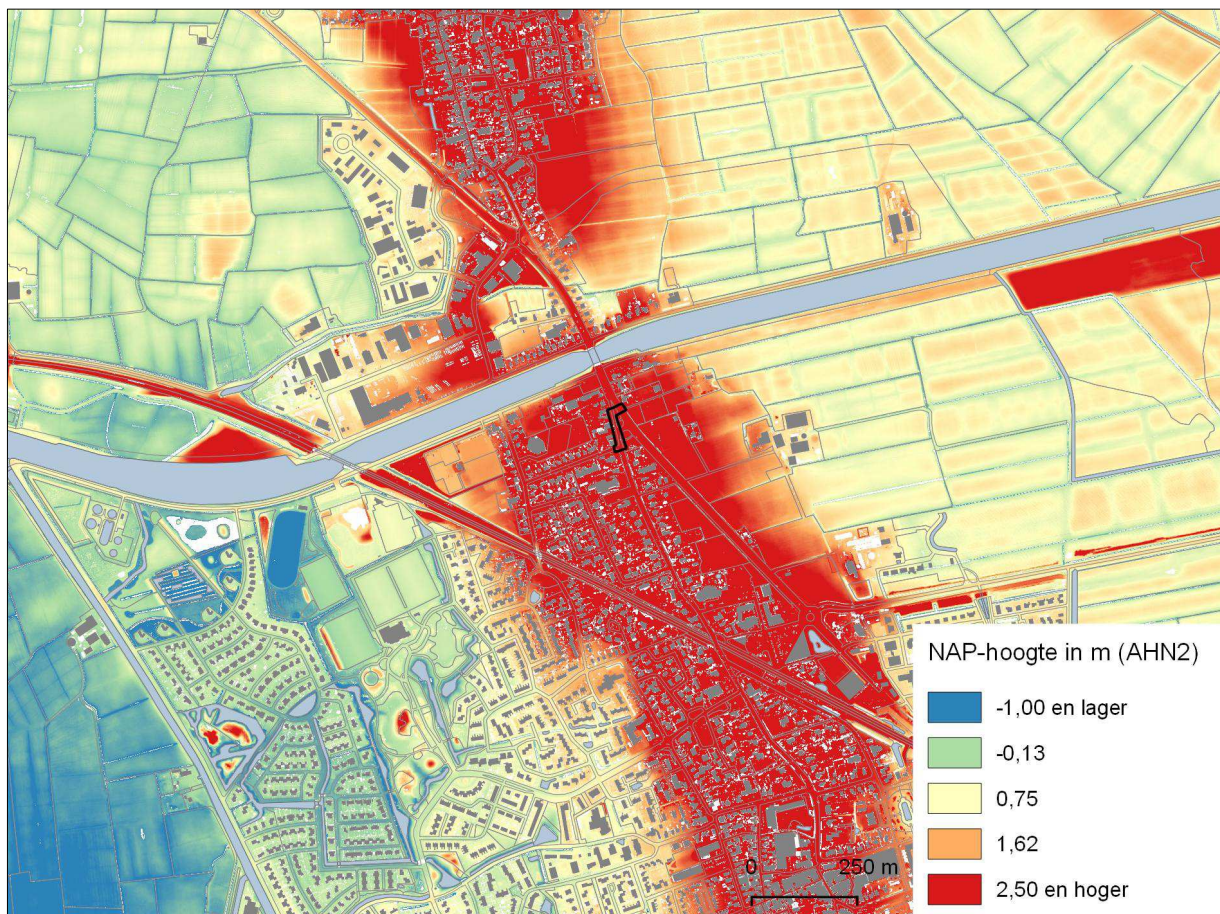 NAP-hoogte in m (AHN2)
-1,00 en lager
-0,13
0,75
1,62
2,50 en hoger
0 250 m